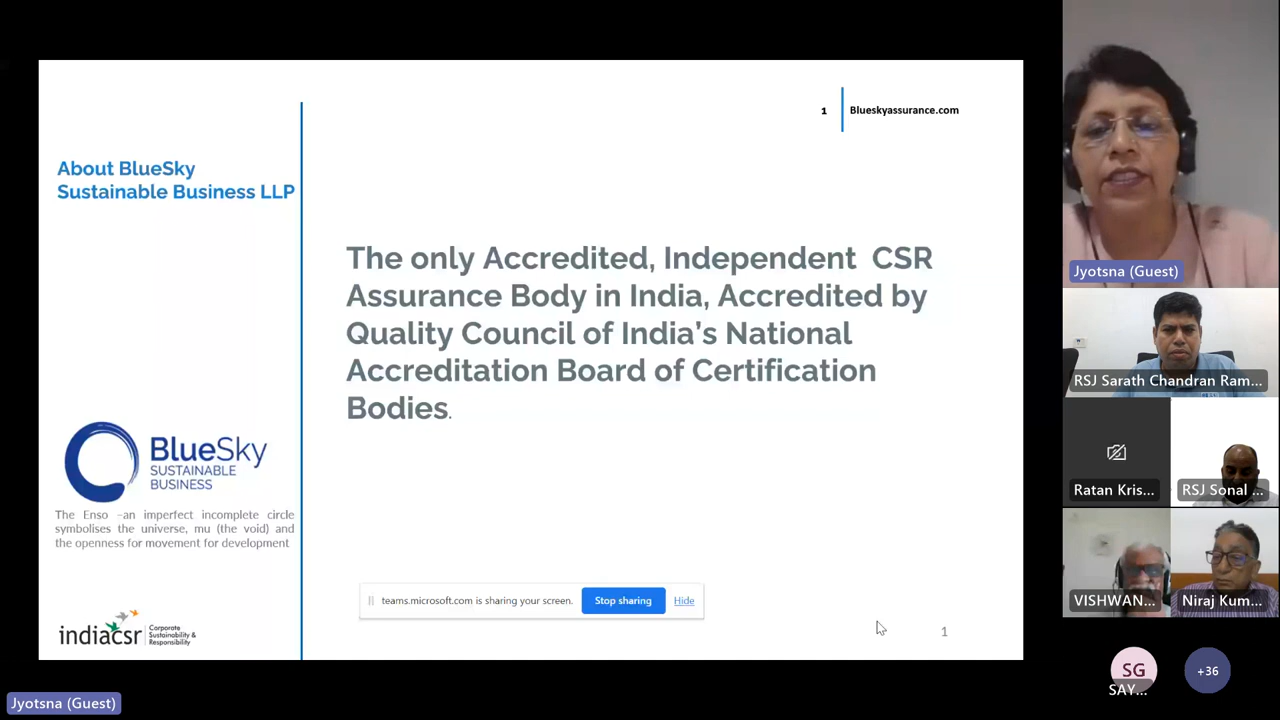 1
Blueskyassurance.com
About BlueSky
Sustainable Business LLP
The only Accredited, Independent CSR
Assurance Body in India, Accredited by
Quality Council of India's National
Accreditation Board of Certification
Bodies.
BlueSky
SUSTAINABLE
BUSINESS
The Enso –an imperfect incomplete circle
symbolises the universe, mu (the void) and
the openness for movement for development
teams.microsoft.com is sharing your screen.
Stop sharing
Hide
indiacsr
Corporate
Sustainability &
Responsibility
1
Jyotsna (Guest)
Jyotsna (Guest)
RSJ Sarath Chandran Ram...
Ratan Kris...
RSJ Sonal ...
VISHWAN...
Niraj Kum...
SG
SAY...
+36